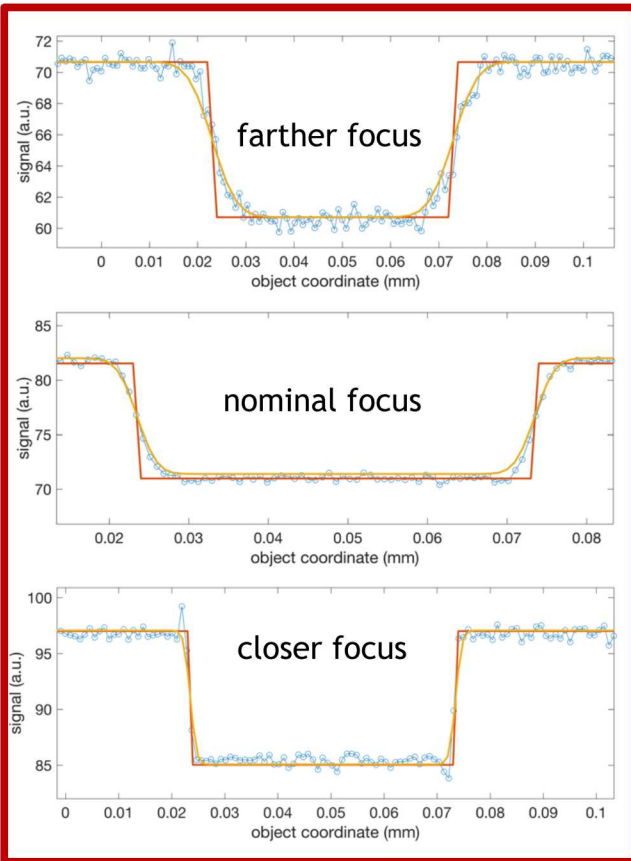 72
70
68
66
64
62
60
signal (a.u.)
farther focus
0 0.01 0.02 0.03 0.04 0.05 0.06 0.07 0.08 0.09 0.1
object coordinate (mm)
85
80
75
70
signal (a.u.)
nominal focus
0.02 0.03 0.04 0.05 0.06 0.07 0.08
object coordinate (mm)
100
95
90
85
signal (a.u.)
closer focus
0 0.01 0.02 0.03 0.04 0.05 0.06 0.07 0.08 0.09 0.1
object coordinate (mm)